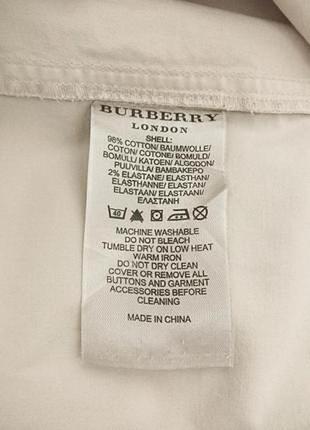 BURBERRY
LONDON
SHELL:
98% COTTON/BAUMWOLLE/
COTON/ COTONE/BOMULD/
BOMULL/ KATOEN/ ALGODON/
PUUVILLA/ ΒΑΜΒΑΚΕΡΟ
2% ELASTANE/ ELASTHAN/
ELASTHANNE/ ELASTAN/
ELASTAAN/ ELASTAANI/
ΕΛΑΣΤΑΝΗ
40
MACHINE WASHABLE
DO NOT BLEACH
TUMBLE DRY ON LOW HEAT
WARM IRON
DO NOT DRY CLEAN
COVER OR REMOVE ALL
BUTTONS AND GARMENT
ACCESSORIES BEFORE
CLEANING
MADE IN CHINA